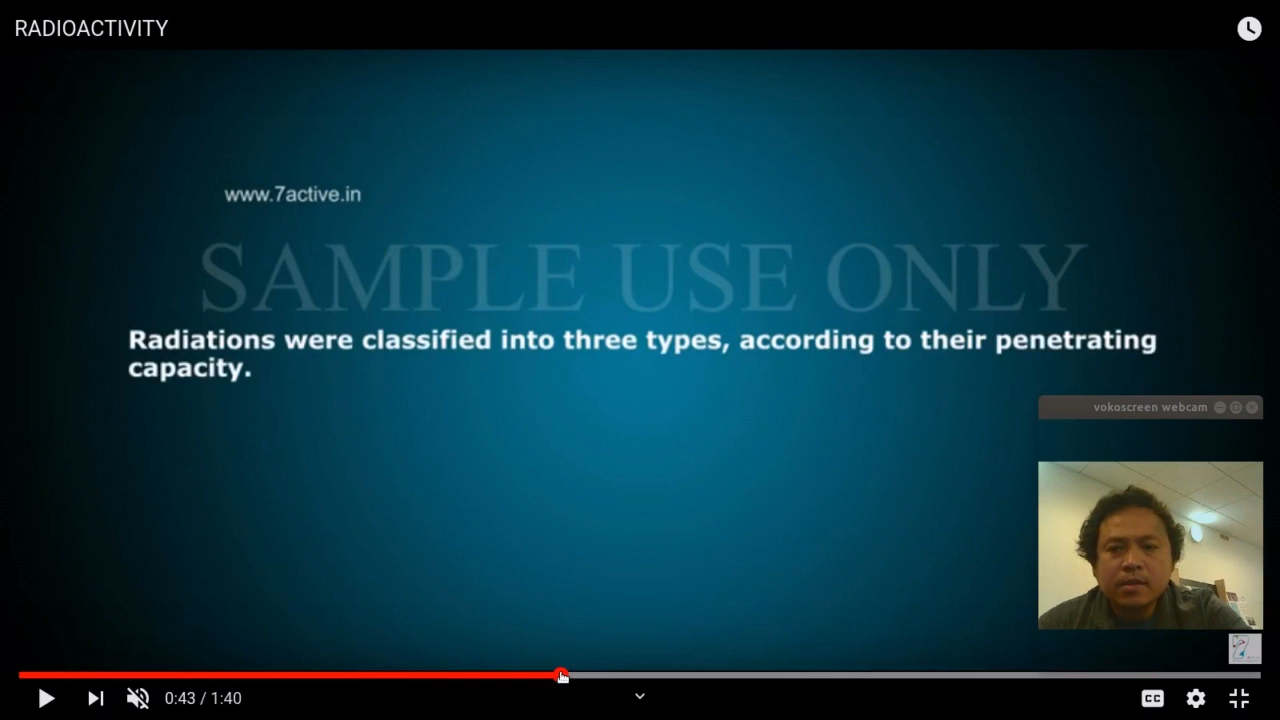 RADIOACTIVITY
www.7active.in
SAMPLE USE ONLY
Radiations were classified into three types, according to their penetrating
capacity.
vokoscreen webcam
0:43 / 1:40
CC